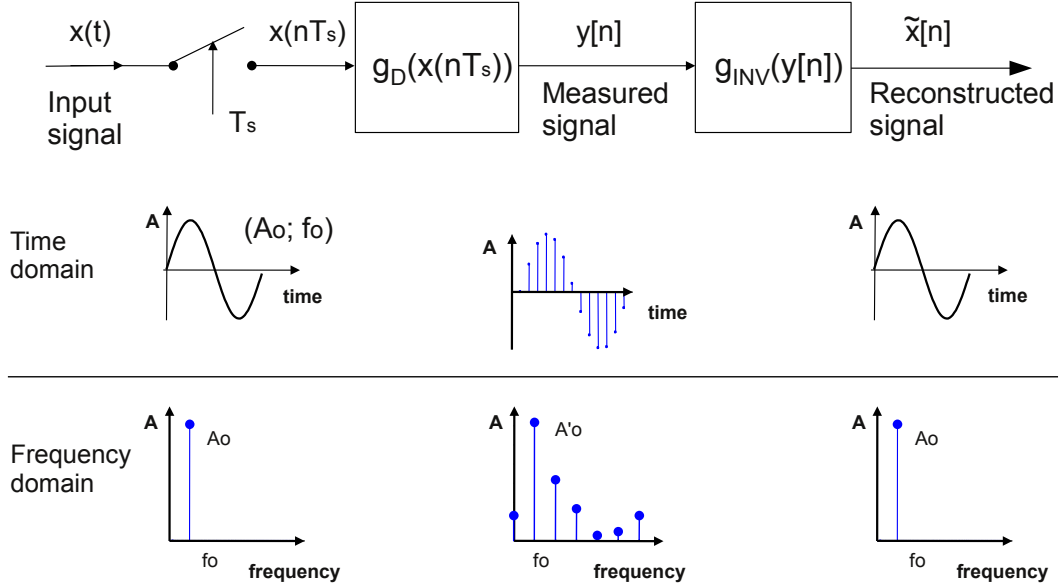 x(t)
x(nTs)
y[n]
x̃[n]
gD(x(nTs))
gINV(y[n])
Input
signal
Ts
Measured
signal
Reconstructed
signal
Time
domain
A
(Ao; fo)
time
A
time
A
time
Frequency
domain
A
Ao
fo
frequency
A
A'o
fo
frequency
A
Ao
fo
frequency